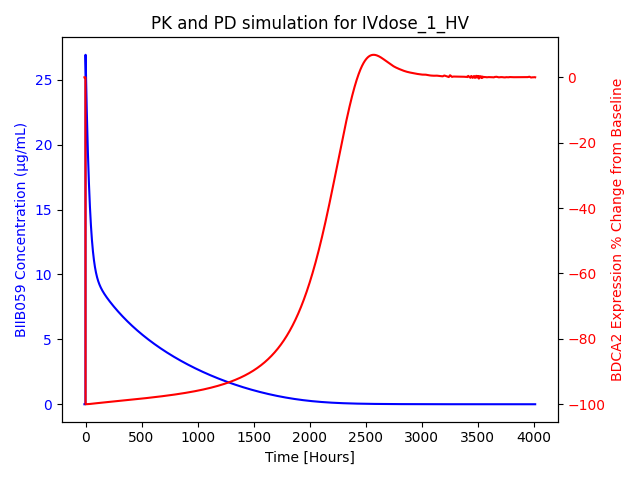 PK and PD simulation for IVdose_1_HV
BIIB059 Concentration (μg/mL)
25
20
15
10
5
0
0
−20
−40
−60
−80
−100
BDCA2 Expression % Change from Baseline
0 500 1000 1500 2000 2500 3000 3500 4000
Time [Hours]